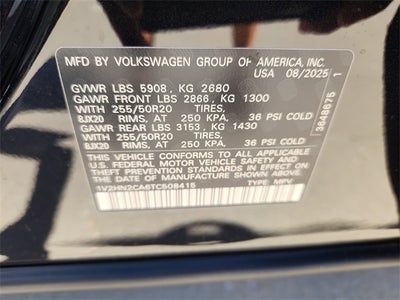 MFD BY VOLKSWAGEN GROUP OF AMERICA, INC.
USA 08/2025 1
GVWR LBS 5908, KG 2680
GAWR FRONT LBS 2866, KG 1300
WITH 255/50R20 TIRES,
8JX20 RIMS, AT 250 KPA, 36 PSI COLD
GAWR REAR LBS 3153, KG 1430
WITH 255/50R20 TIRES,
8JX20 RIMS, AT 250 KPA, 36 PSI COLD
THIS VEHICLE CONFORMS TO ALL APPLICABLE
U.S. FEDERAL MOTOR VEHICLE SAFETY AND
THEFT PREVENTION STANDARDS IN EFFECT ON
THE DATE OF MANUFACTURE SHOWN ABOVE
1V2HN2CA6TC508415 TYPE: MPV
3648675